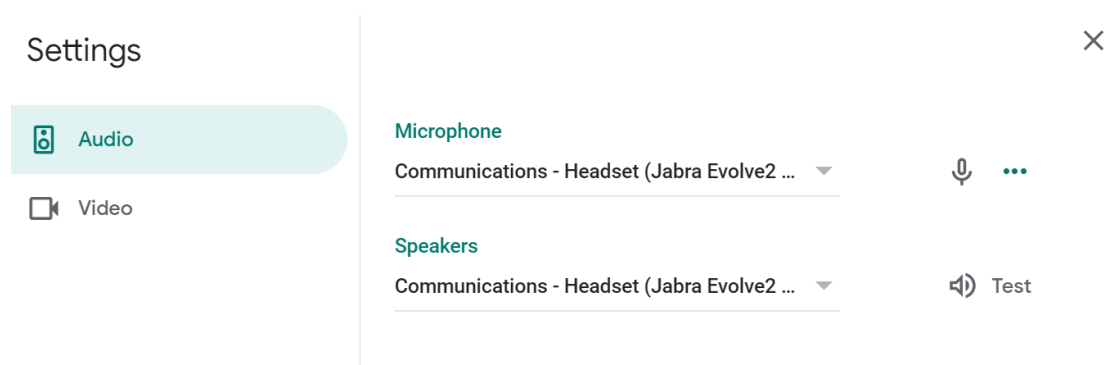 Settings
Audio
Video
Microphone
Communications - Headset (Jabra Evolve2 ...
Speakers
Communications - Headset (Jabra Evolve2 ...
Test